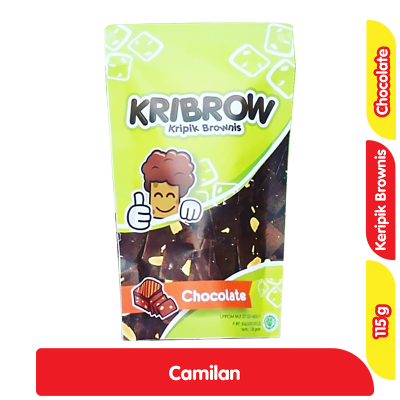 KRIBROW
Kripik Brownis
Chocolate
Chocolate
Keripik Brownis
115 g
Camilan